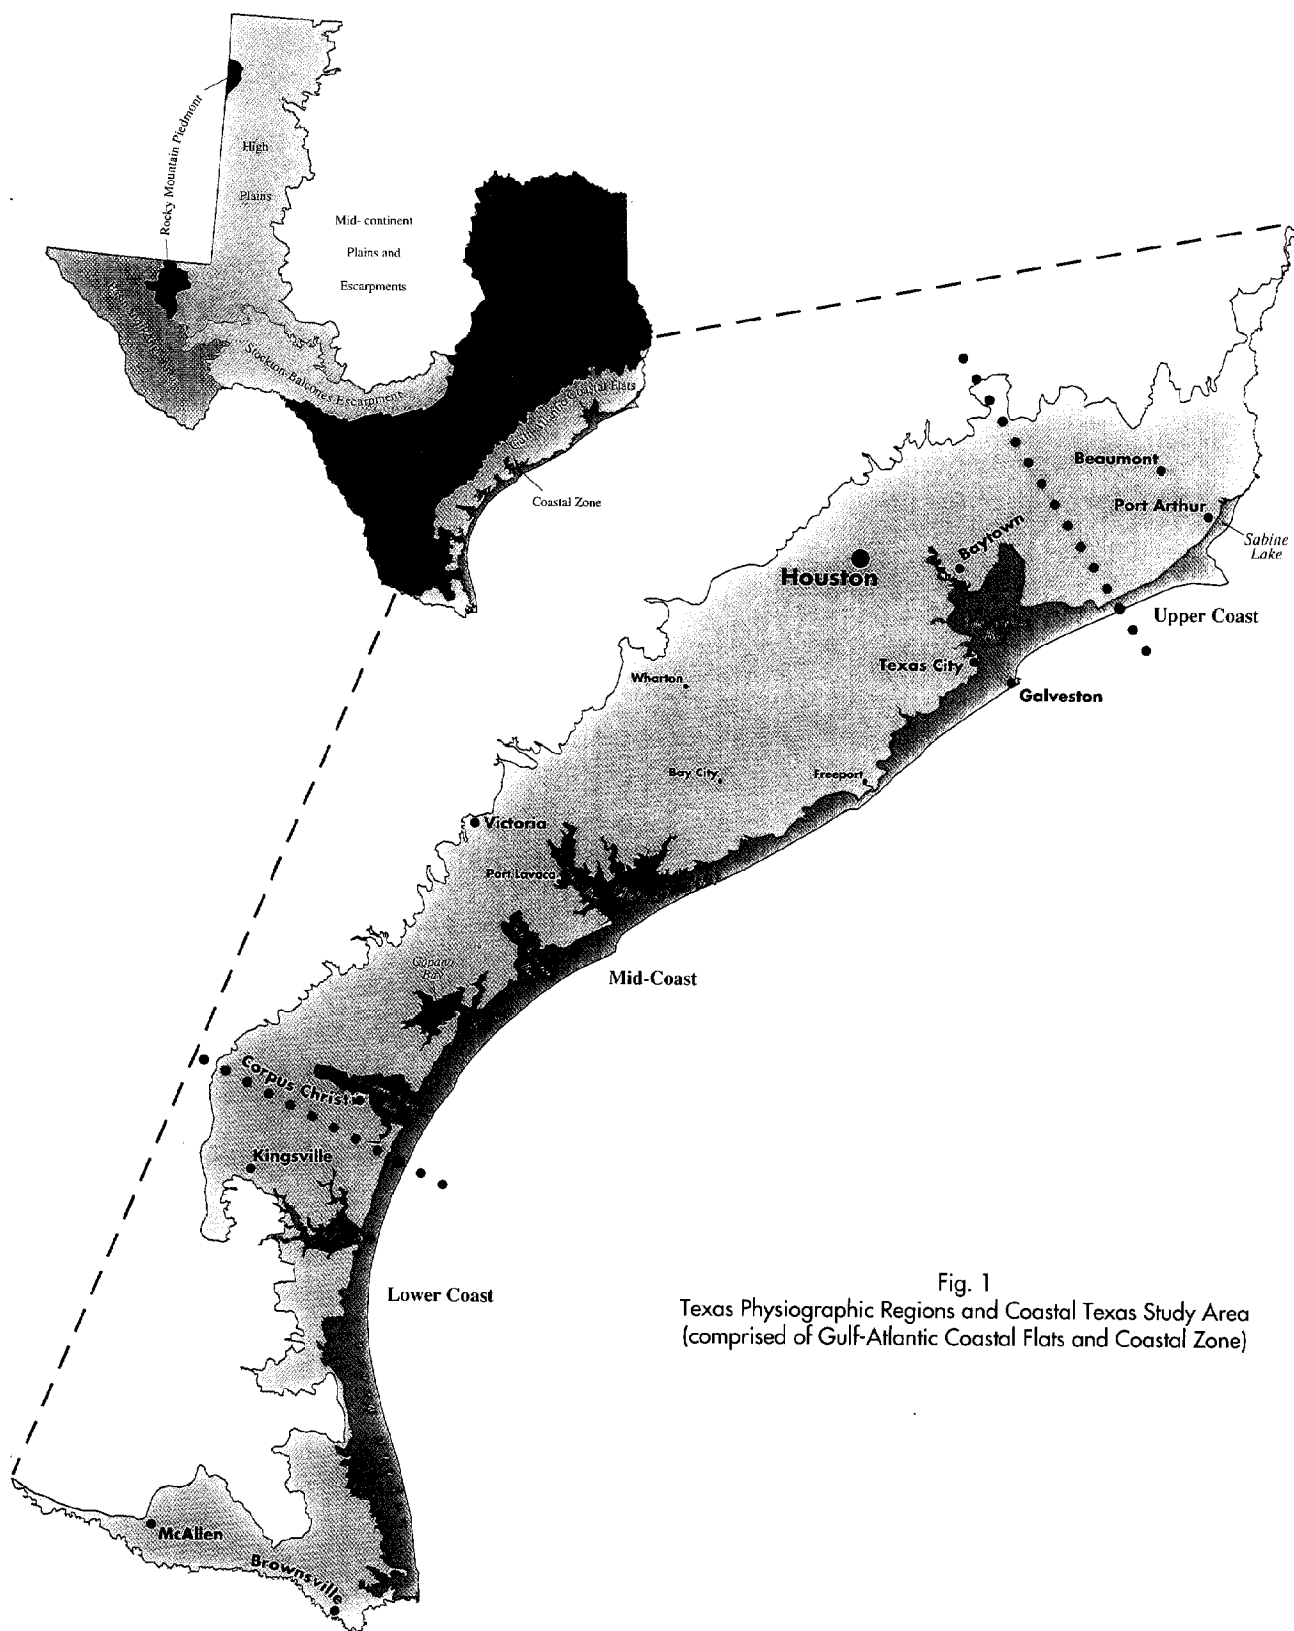 Rocky Mountain Piedmont
High
Plains
Mid- continent
Plains and
Escarpments
Stockton-Balcones Escarpment
Coastal Flats
Coastal Zone
Beaumont
Port Arthur
Sabine
Lake
Baytown
Houston
Upper Coast
Texas City
Galveston
Wharton
Bay City
Freeport
Victoria
Port Lavaca
Copano
Bay
Mid-Coast
Corpus Christi
Kingsville
Lower Coast
Fig. 1
Texas Physiographic Regions and Coastal Texas Study Area
(comprised of Gulf-Atlantic Coastal Flats and Coastal Zone)
McAllen
Brownsville